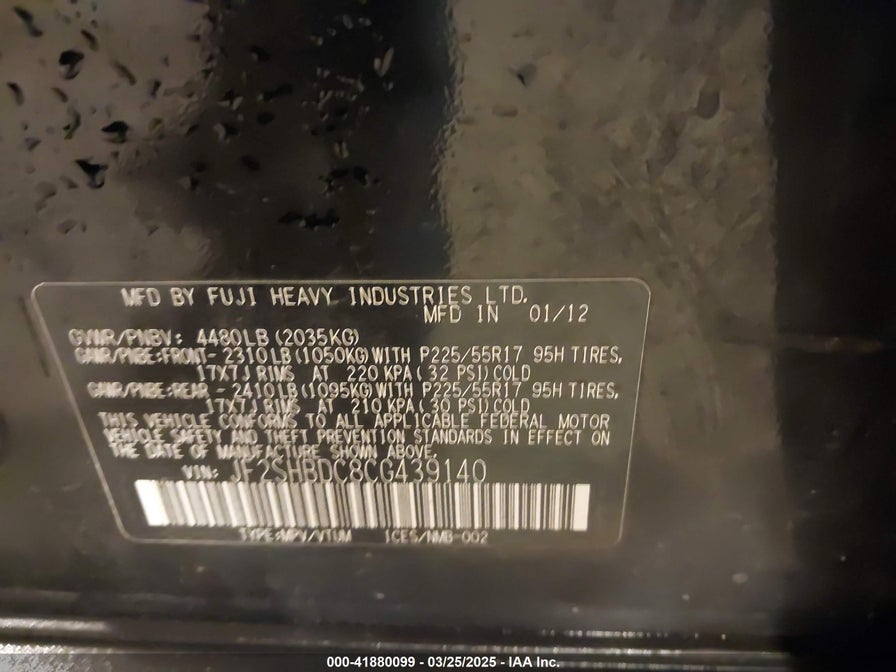 MFD BY FUJI HEAVY INDUSTRIES LTD.
MFD IN 01/12
GVWR/PNBV: 4480LB (2035KG)
GAWR/PNBE:FRONT- 2310LB (1050KG) WITH P225/55R17 95H TIRES,
17X7J RIMS AT 220 KPA (32 PSI) COLD
GAWR/PNBE:REAR - 2410LB (1095KG) WITH P225/55R17 95H TIRES,
17X7J RIMS AT 210 KPA (30 PSI) COLD
THIS VEHICLE CONFORMS TO ALL APPLICABLE FEDERAL MOTOR
VEHICLE SAFETY AND THEFT PREVENTION STANDARDS IN EFFECT ON
THE DATE OF MANUFACTURE SHOWN ABOVE.
VIN: JF2SHBDC8CG439140
TYPE:MPV/VTUM ICES/NMB-002
000-41880099 - 03/25/2025 - IAA Inc.